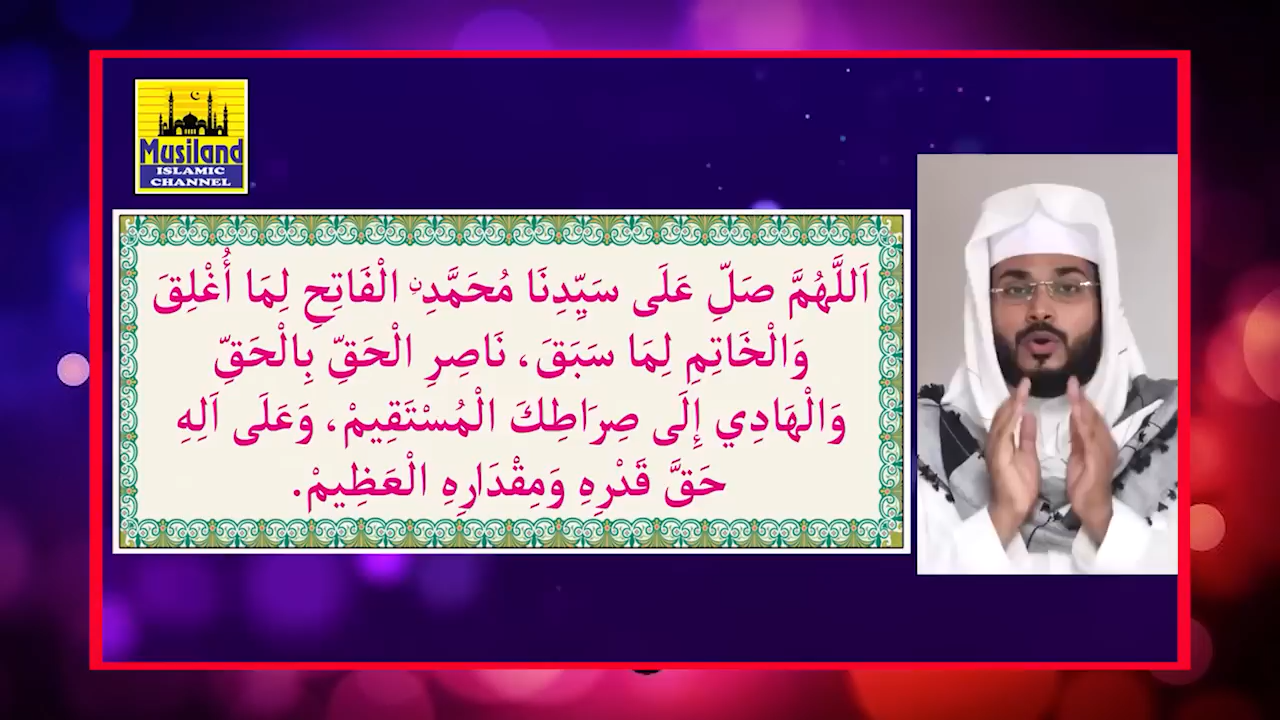 Musiland
ISLAMIC
CHANNEL
اَللَّهُمَّ صَلِّ عَلَى سَيِّدِنَا مُحَمَّدِنِ الْفَاتِحِ لِمَا أُغْلِقَ
وَالْخَاتِمِ لِمَا سَبَقَ، نَاصِرِ الْحَقِّ بِالْحَقِّ
وَالْهَادِي إِلَى صِرَاطِكَ الْمُسْتَقِيمْ، وَعَلَى اَلِهِ
حَقَّ قَدْرِهِ وَمِقْدَارِهِ الْعَظِيمْ.